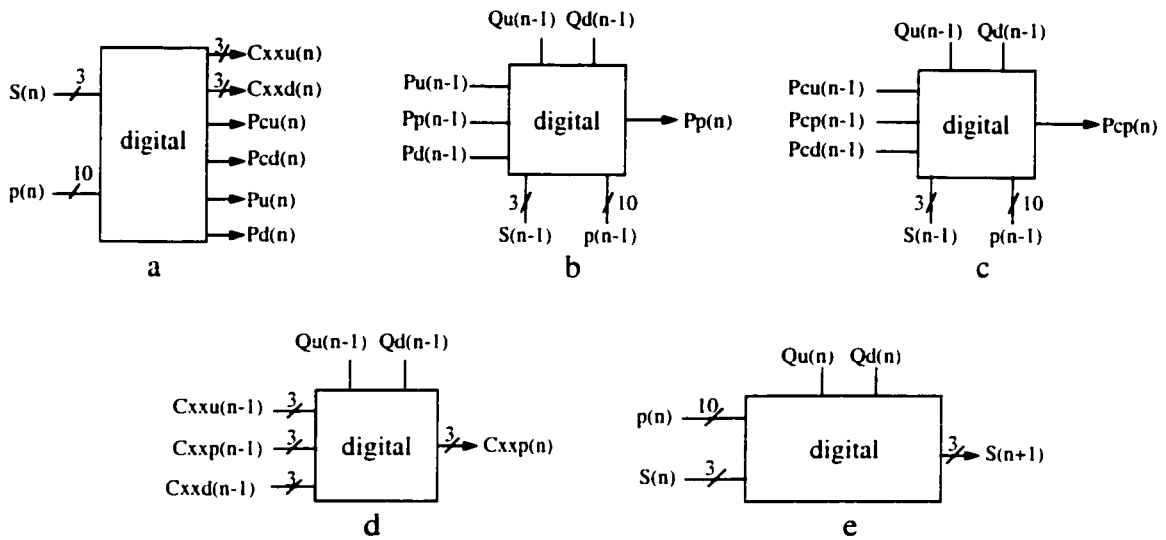 S(n)
3
p(n)
10
digital
3
Cxxu(n)
3
Cxxd(n)
Pcu(n)
Pcd(n)
Pu(n)
Pd(n)
a
Qu(n-1) Qd(n-1)
Pu(n-1)
Pp(n-1)
Pd(n-1)
digital
Pp(n)
3
10
S(n-1) p(n-1)
b
Qu(n-1) Qd(n-1)
Pcu(n-1)
Pcp(n-1)
Pcd(n-1)
digital
Pcp(n)
3
10
S(n-1) p(n-1)
c
Qu(n-1) Qd(n-1)
Cxxu(n-1) 3
Cxxp(n-1) 3
Cxxd(n-1) 3
digital
3
Cxxp(n)
d
Qu(n) Qd(n)
p(n) 10
S(n) 3
digital
3
S(n+1)
e